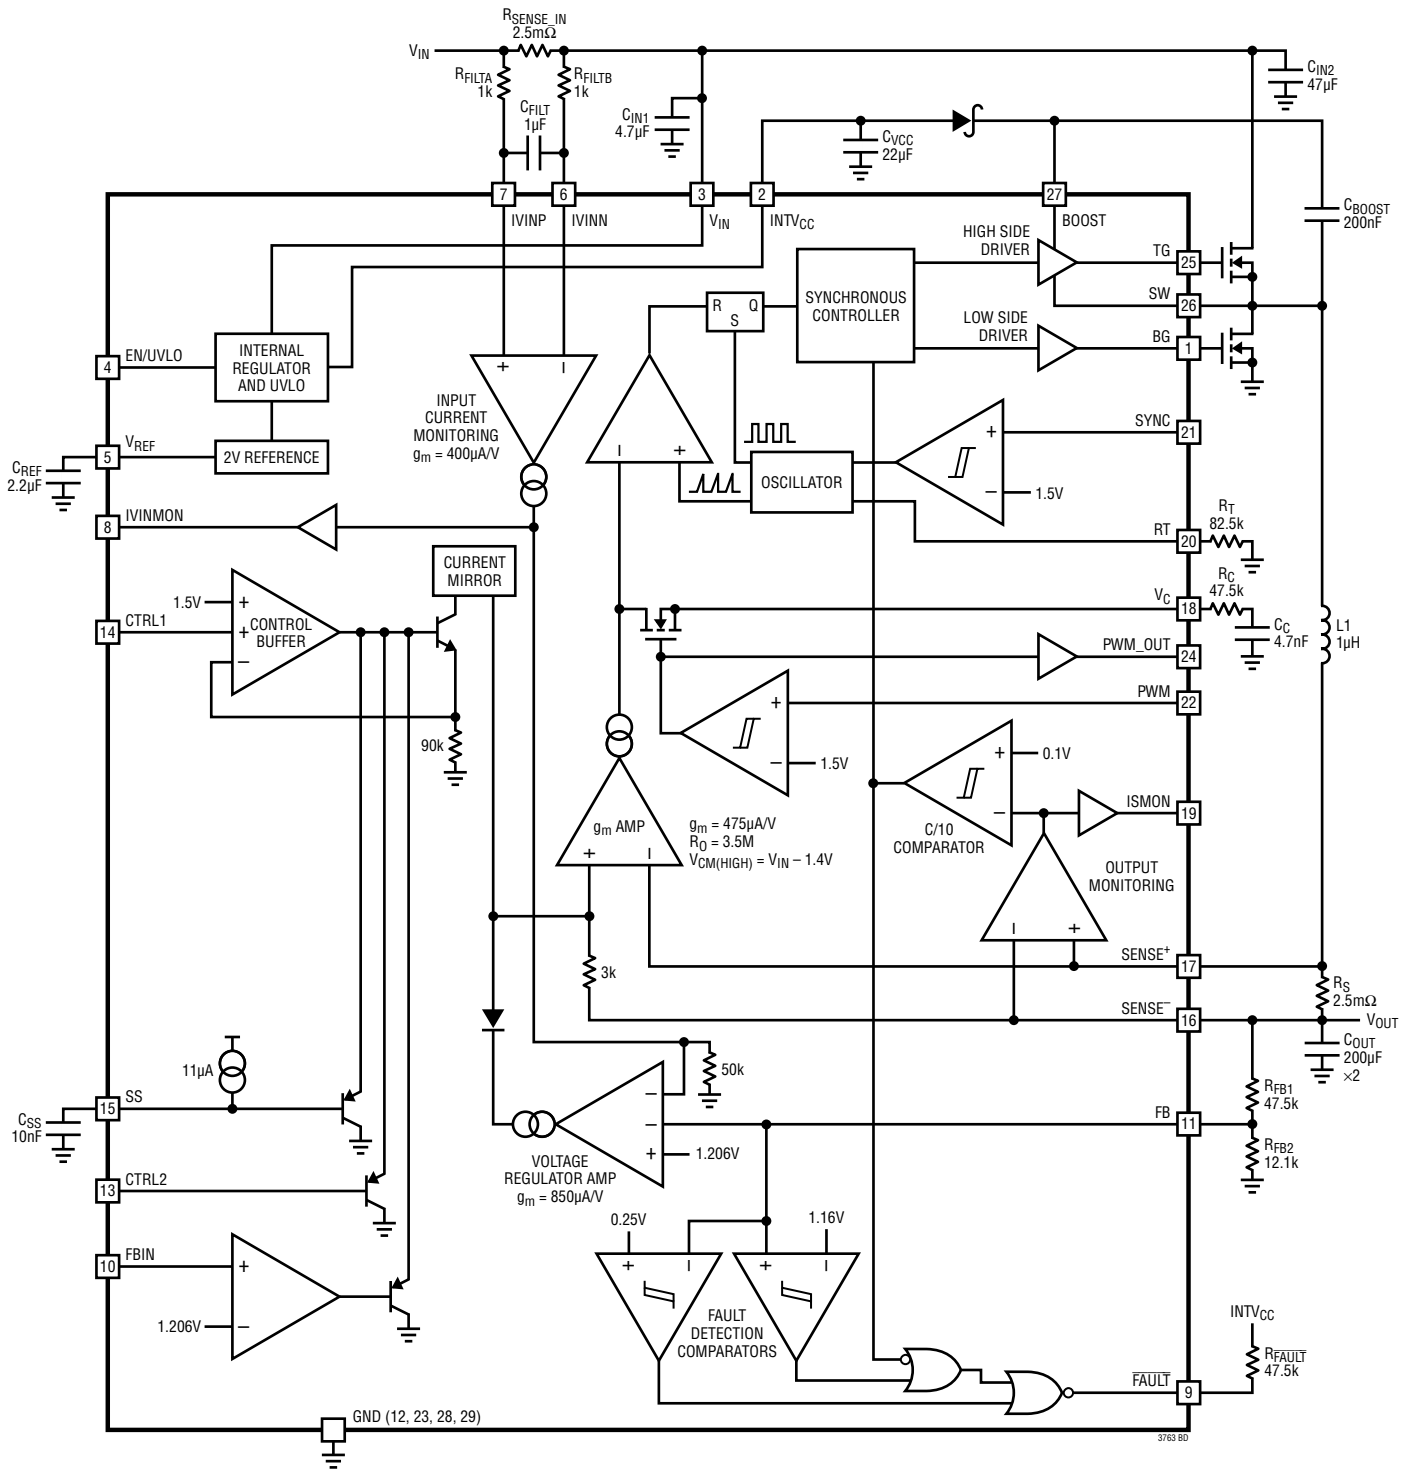 RSENSE_IN
2.5mΩ
VIN
RFILTA
1k
RFILTB
1k
CFILT
1µF
CIN1
4.7µF
CIN2
47µF
CVCC
22µF
CBOOST
200nF
7
6
3
2
27
IVINP
IVINN
VIN
INTVCC
BOOST
HIGH SIDE
DRIVER
TG
25
SW
26
LOW SIDE
DRIVER
BG
1
SYNCHRONOUS
CONTROLLER
R
Q
S
4
EN/UVLO
INTERNAL
REGULATOR
AND UVLO
5
VREF
2V REFERENCE
CREF
2.2µF
8
IVINMON
+
–
INPUT
CURRENT
MONITORING
gm = 400µA/V
–
+
OSCILLATOR
+
–
1.5V
SYNC
21
RT
20
RT
82.5k
CURRENT
MIRROR
1.5V
+
14
CTRL1
+
–
CONTROL
BUFFER
90k
VC
18
RC
47.5k
CC
4.7nF
L1
1µH
PWM_OUT
24
PWM
22
+
–
1.5V
+
–
0.1V
C/10
COMPARATOR
ISMON
19
gm AMP
+
–
gm = 475µA/V
RO = 3.5M
VCM(HIGH) = VIN – 1.4V
OUTPUT
MONITORING
–
+
3k
SENSE+
17
SENSE–
16
RS
2.5mΩ
VOUT
COUT
200µF
×2
RFB1
47.5k
RFB2
12.1k
50k
–
–
+
1.206V
FB
11
VOLTAGE
REGULATOR AMP
gm = 850µA/V
11µA
15
SS
CSS
10nF
13
CTRL2
10
FBIN
+
1.206V
–
0.25V
1.16V
+
–
+
–
FAULT
DETECTION
COMPARATORS
INTVCC
RFAULT
47.5k
FAULT
9
GND (12, 23, 28, 29)
3763 BD